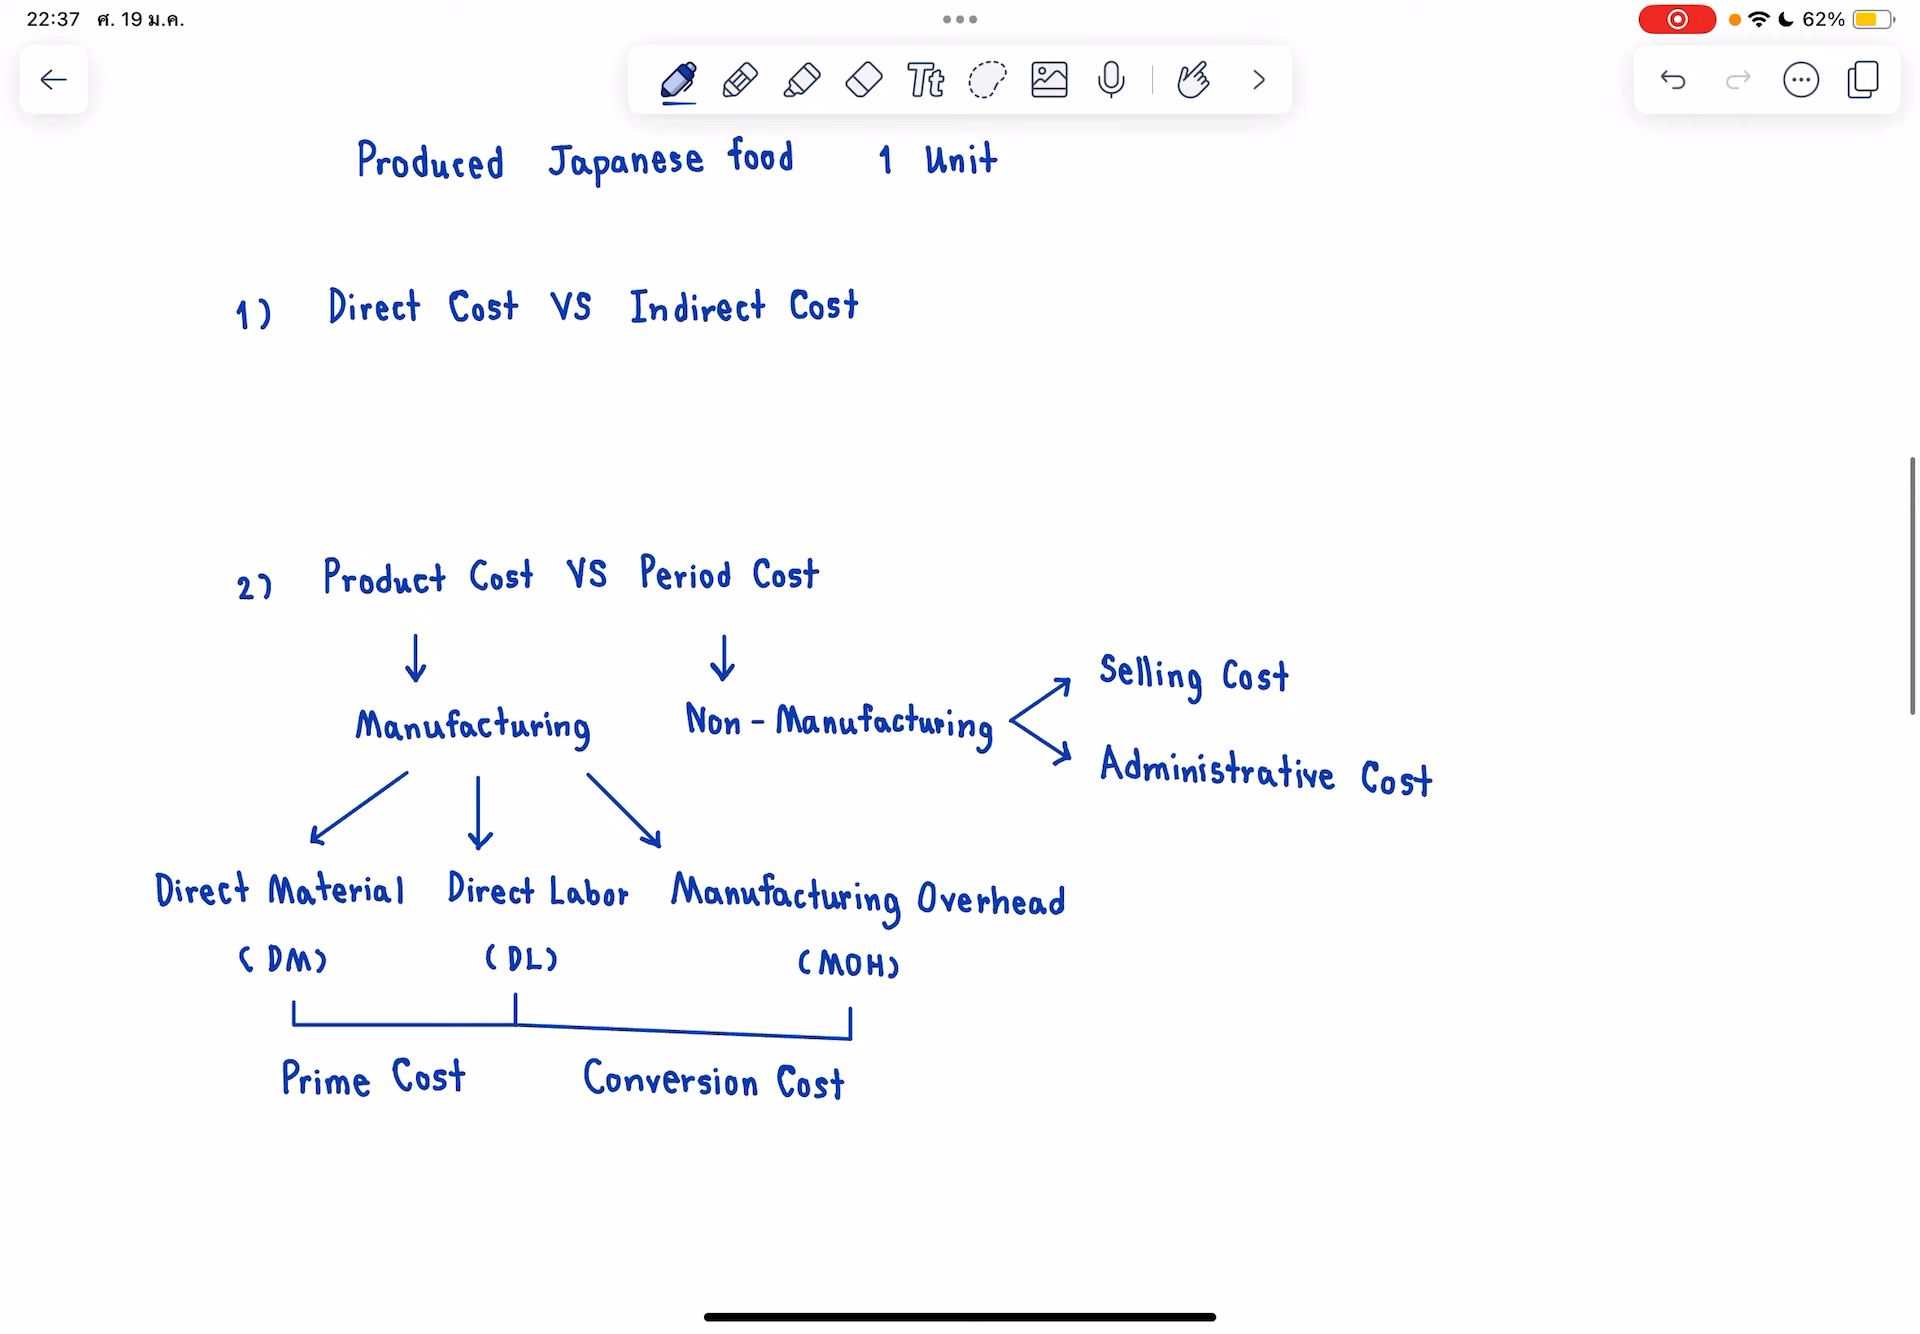 22:37 ศ. 19 ม.ค.
62%
Tt
Produced Japanese food 1 Unit
1) Direct Cost VS Indirect Cost
2) Product Cost VS Period Cost
Selling Cost
Manufacturing Non - Manufacturing
Administrative Cost
Direct Material Direct Labor Manufacturing Overhead
(DM) (DL) (MOH)
Prime Cost Conversion Cost